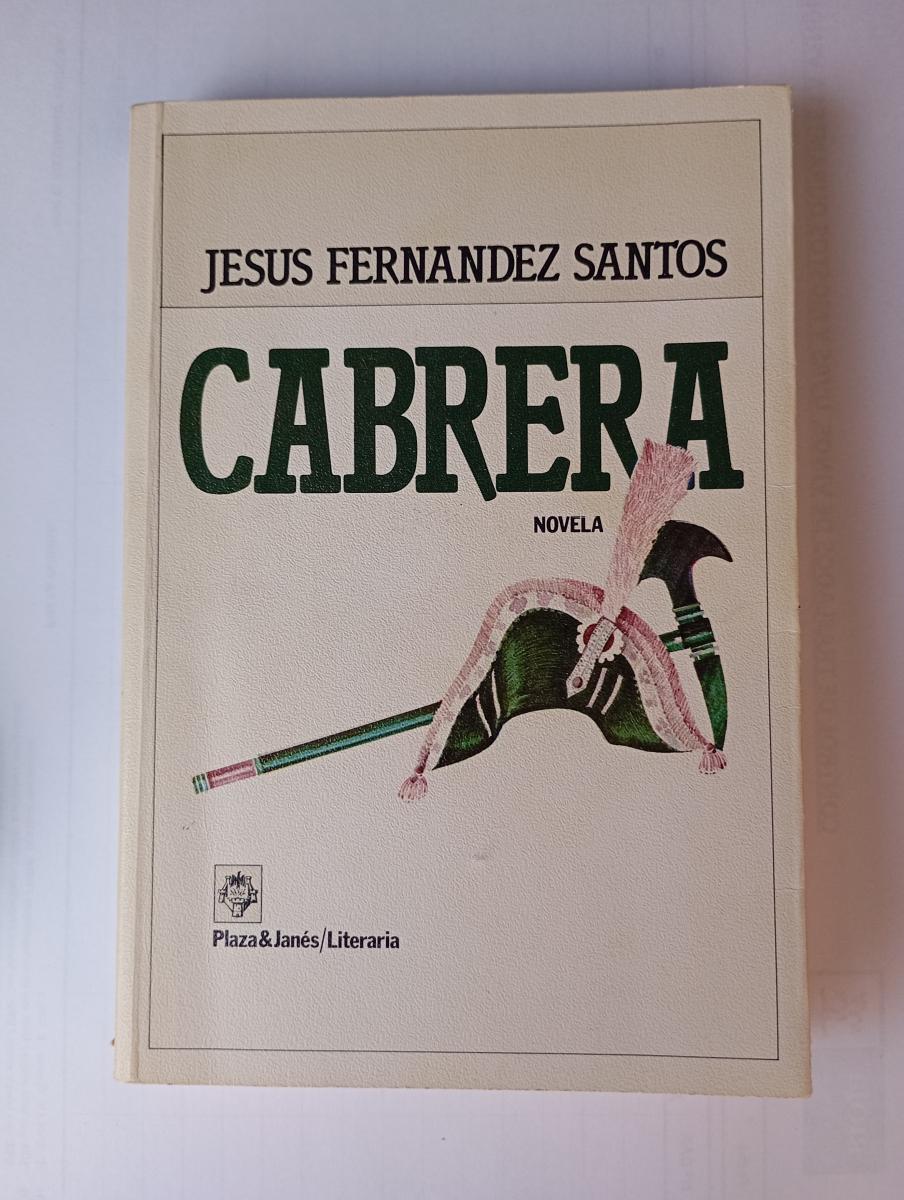 JESUS FERNANDEZ SANTOS
CABRERA
NOVELA
Plaza&Janés/Literaria